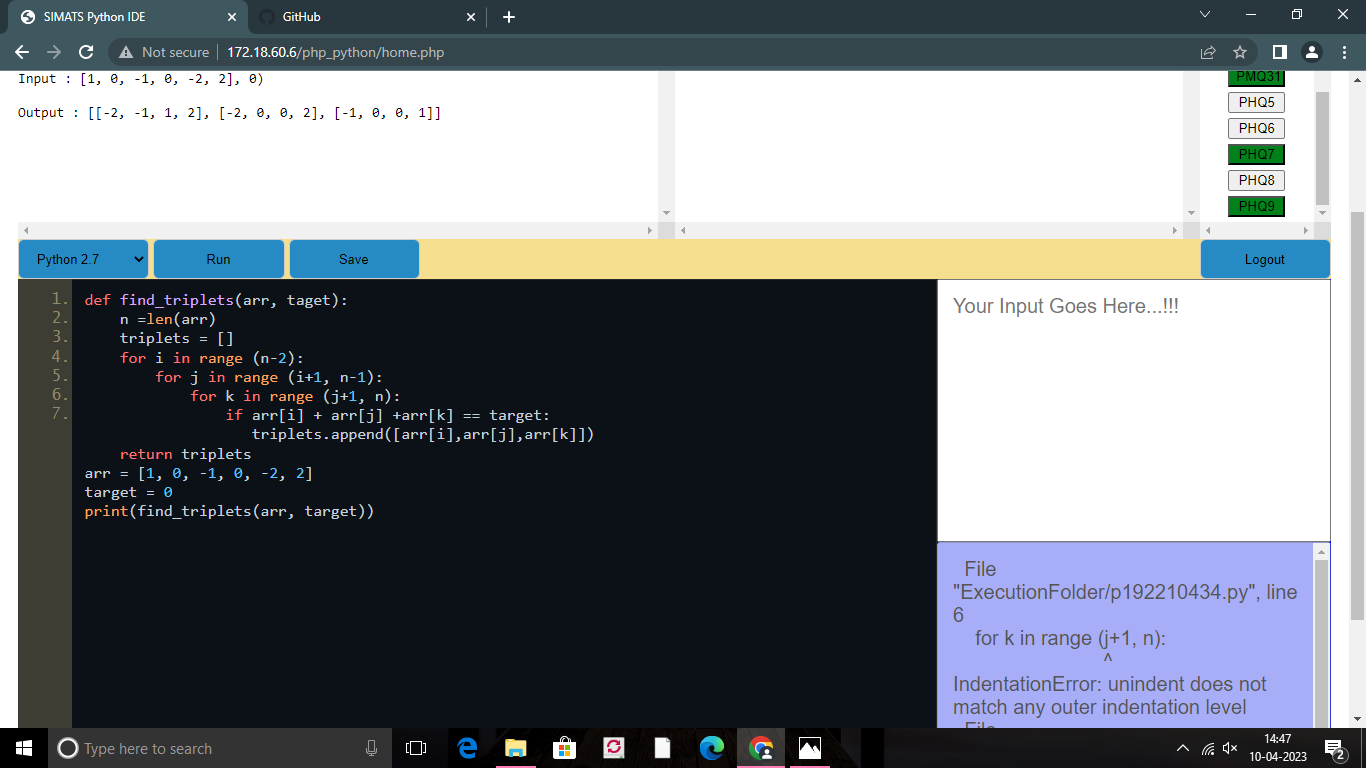 SIMATS Python IDE
GitHub
Not secure
172.18.60.6/php_python/home.php
Input : [1, 0, -1, 0, -2, 2], 0)
Output : [[-2, -1, 1, 2], [-2, 0, 0, 2], [-1, 0, 0, 1]]
PMQ31
PHQ5
PHQ6
PHQ7
PHQ8
PHQ9
Python 2.7
Run
Save
Logout
1. def find_triplets(arr, taget):
2.     n =len(arr)
3.     triplets = []
4.     for i in range (n-2):
5.         for j in range (i+1, n-1):
6.             for k in range (j+1, n):
7.                 if arr[i] + arr[j] +arr[k] == target:
                   triplets.append([arr[i],arr[j],arr[k]])
    return triplets
arr = [1, 0, -1, 0, -2, 2]
target = 0
print(find_triplets(arr, target))
Your Input Goes Here...!!!
File
"ExecutionFolder/p192210434.py", line
6
for k in range (j+1, n):
^
IndentationError: unindent does not
match any outer indentation level
File
Type here to search
14:47
10-04-2023
2